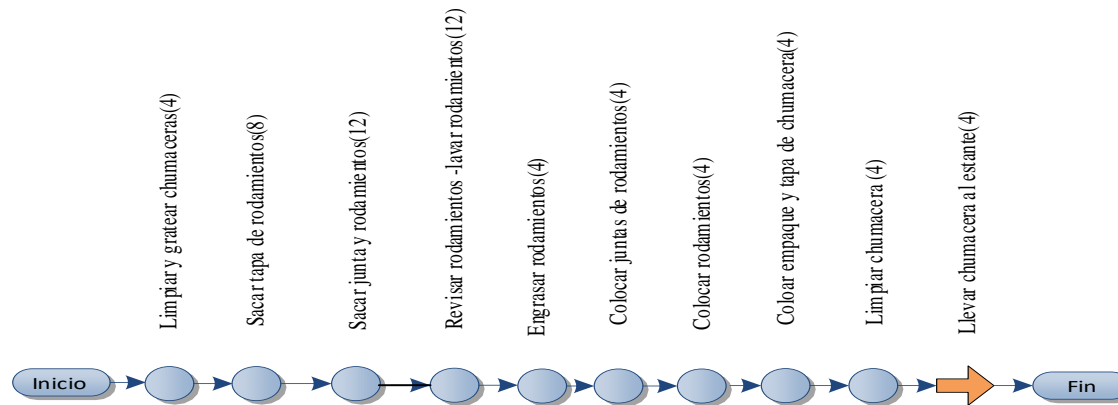 Inicio
Limpiar y gratear chumaceras(4)
Sacar tapa de rodamientos(8)
Sacar junta y rodamientos(12)
Revisar rodamientos -lavar rodamientos(12)
Engrasar rodamientos(4)
Colocar juntas de rodamientos(4)
Colocar rodamientos(4)
Coloar empaque y tapa de chumacera(4)
Limpiar chumacera (4)
Llevar chumacera al estante(4)
Fin